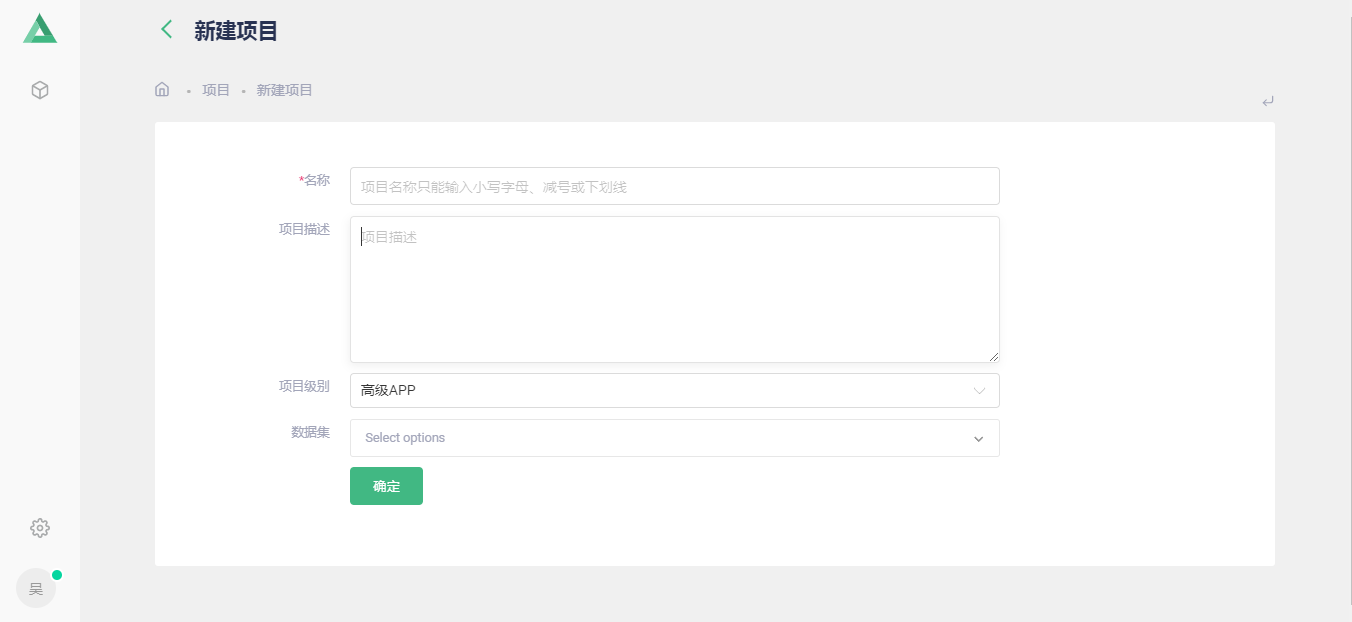 新建项目
项目 • 新建项目
*名称
项目名称只能输入小写字母、减号或下划线
项目描述
项目描述
项目级别
高级APP
数据集
Select options
确定
吴